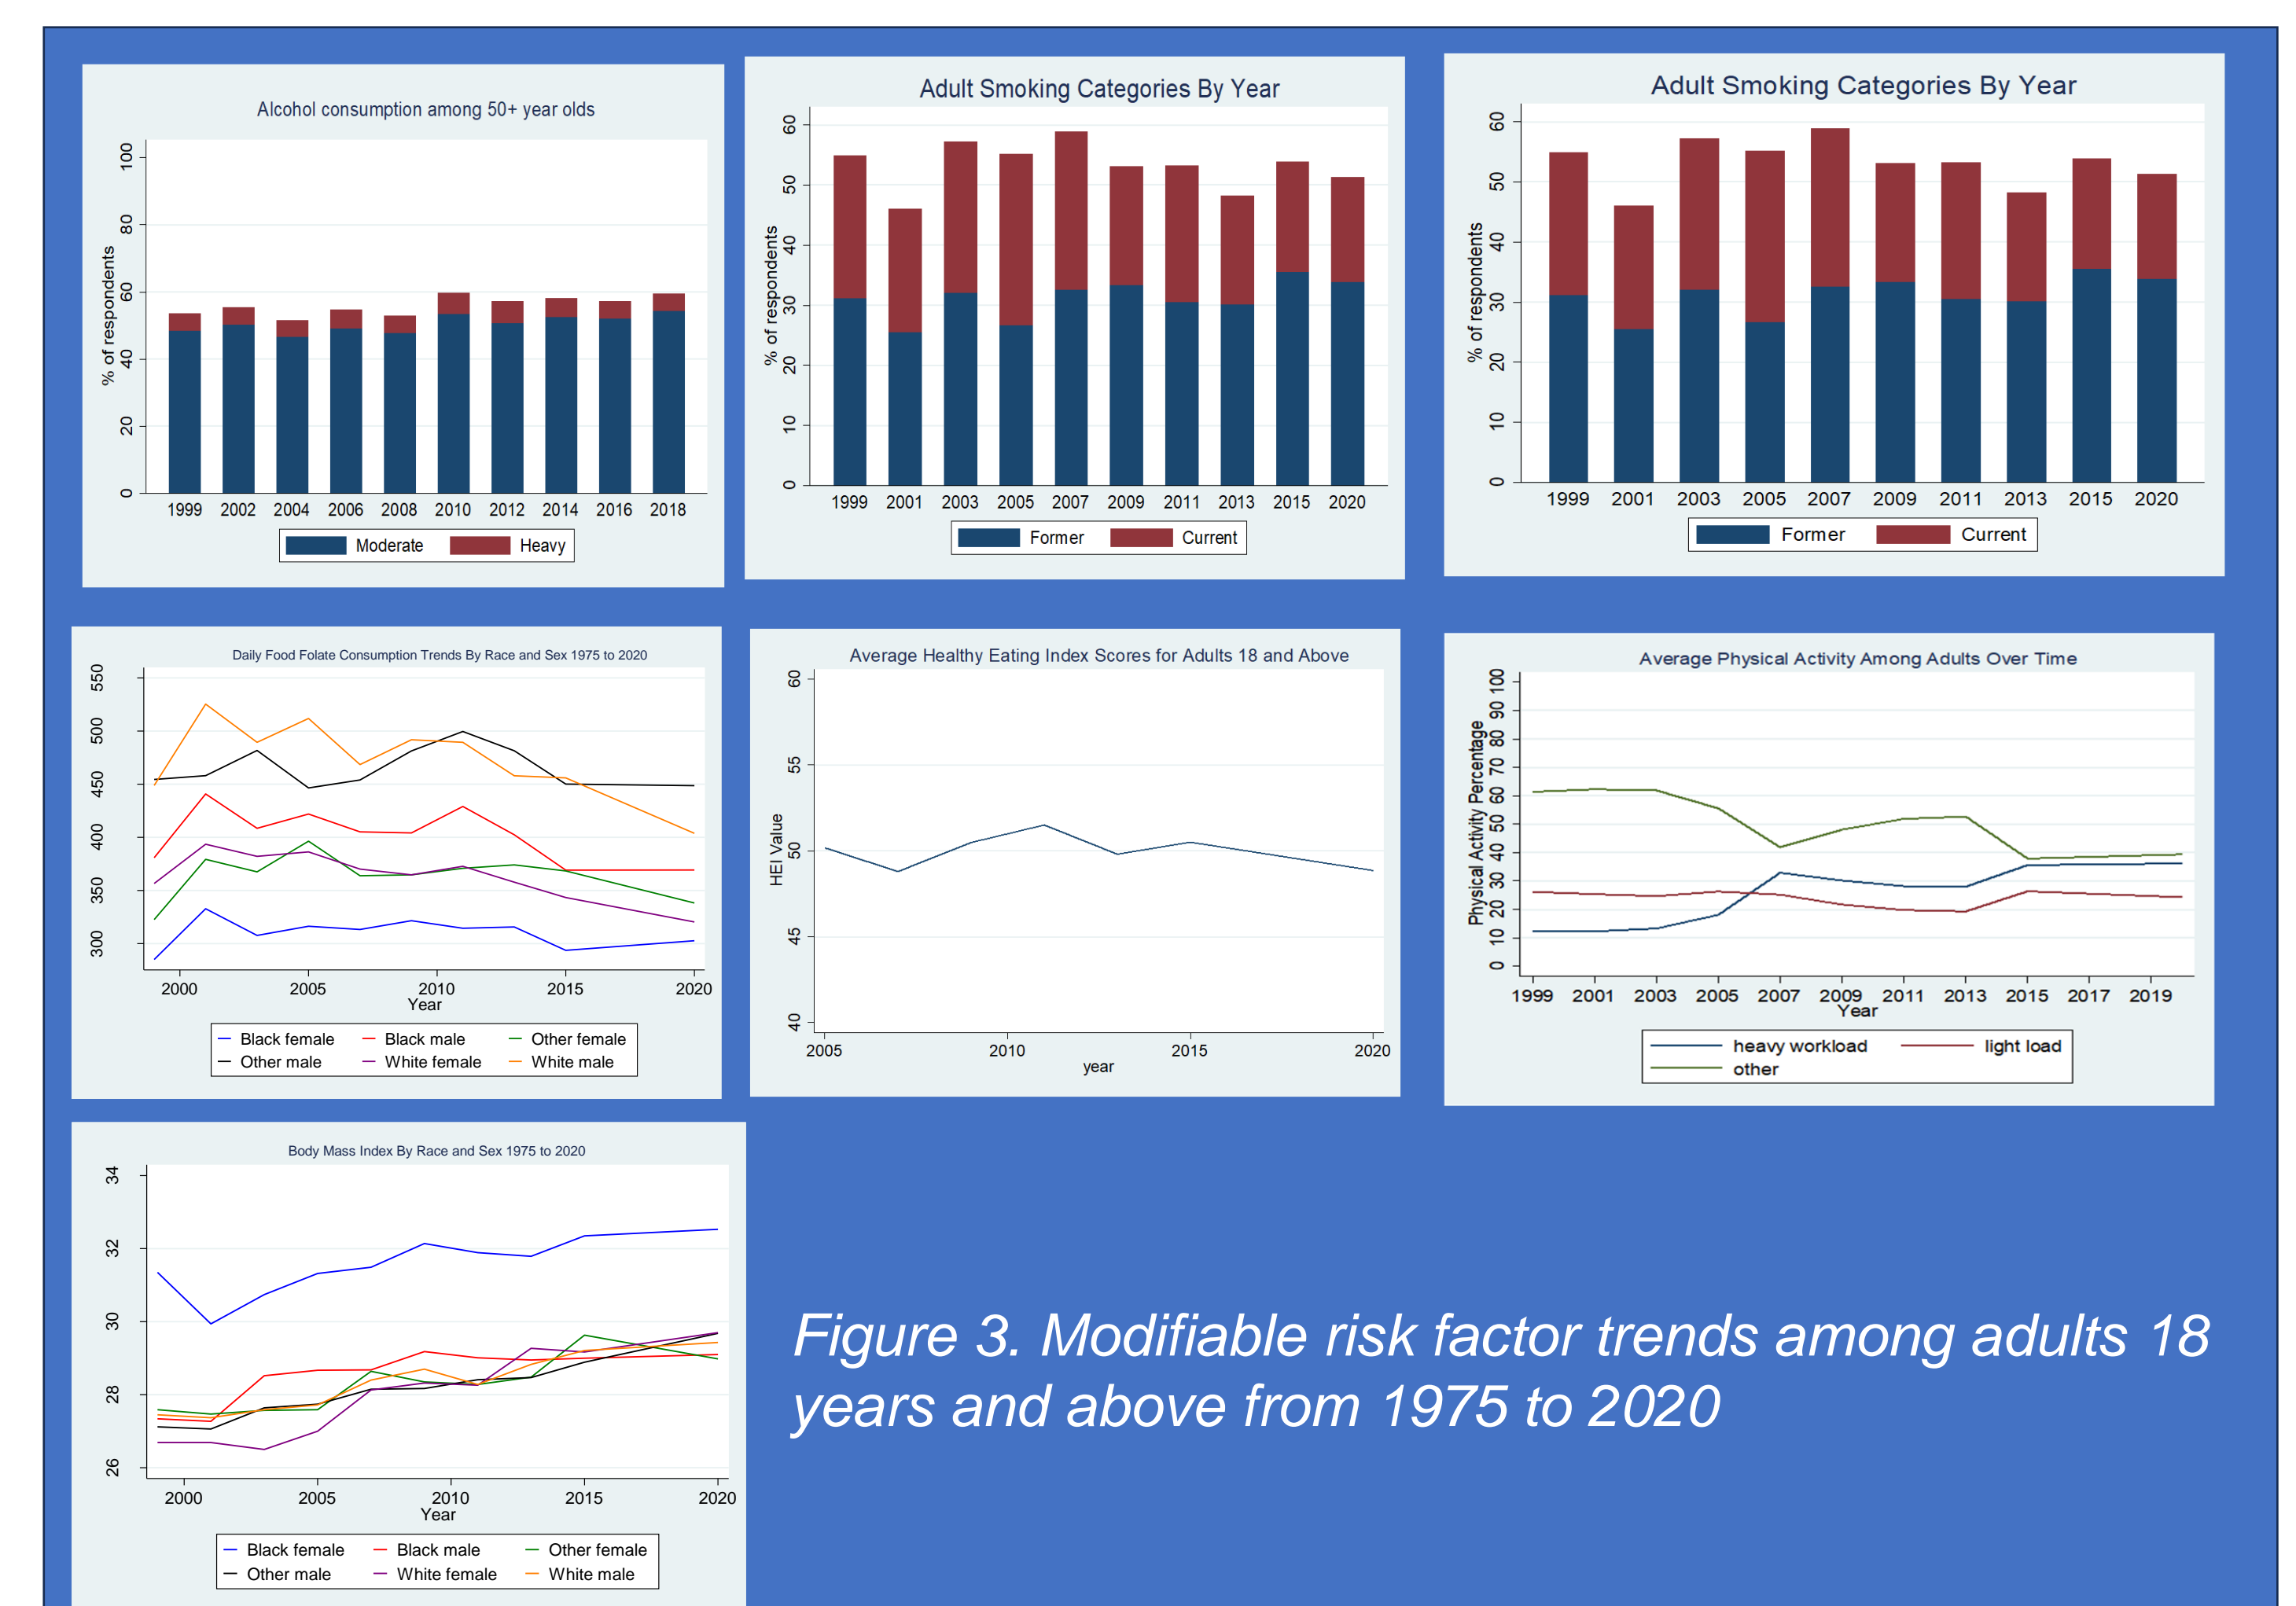 Alcohol consumption among 50+ year olds
% of respondents
100
80
60
40
20
0
1999 2002 2004 2006 2008 2010 2012 2014 2016 2018
Moderate Heavy
Adult Smoking Categories By Year
% of respondents
60
50
40
30
20
10
0
1999 2001 2003 2005 2007 2009 2011 2013 2015 2020
Former Current
Adult Smoking Categories By Year
% of respondents
60
50
40
30
20
10
0
1999 2001 2003 2005 2007 2009 2011 2013 2015 2020
Former Current
Daily Food Folate Consumption Trends By Race and Sex 1975 to 2020
550
500
450
400
350
300
2000 2005 2010 2015 2020
Year
Black female Black male Other female
Other male White female White male
Average Healthy Eating Index Scores for Adults 18 and Above
HEI Value
60
55
50
45
40
2005 2010 2015 2020
year
Average Physical Activity Among Adults Over Time
Physical Activity Percentage
100
90
80
70
60
50
40
30
20
10
0
1999 2001 2003 2005 2007 2009 2011 2013 2015 2017 2019
Year
heavy workload light load
other
Body Mass Index By Race and Sex 1975 to 2020
34
32
30
28
26
2000 2005 2010 2015 2020
Year
Black female Black male Other female
Other male White female White male
Figure 3. Modifiable risk factor trends among adults 18
years and above from 1975 to 2020